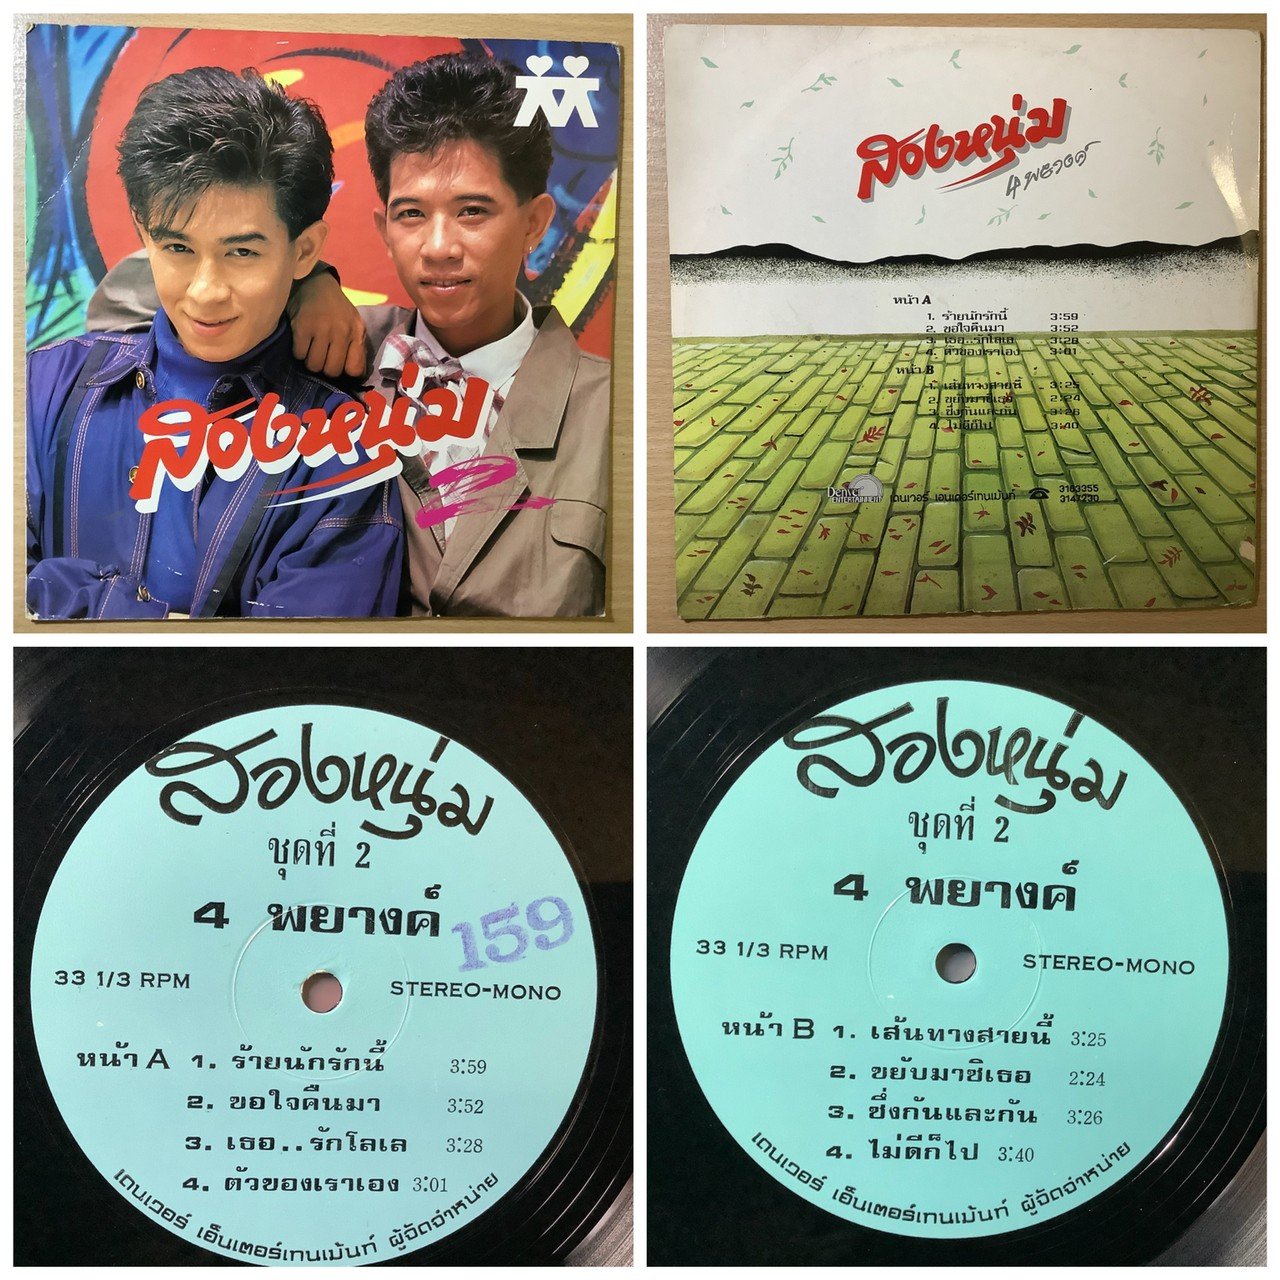 สองหนุ่ม
2
สองหนุ่ม
4 พยางค์
หน้า A
1. ร้ายนักรักนี้ 3:59
2. ขอใจคืนมา 3:52
3. เธอ..รักโลเล 3:28
4. ตัวของเราเอง 3:01
หน้า B
1. เส้นทางสายนี้ 3:25
2. ขยับมาซิเธอ 2:24
3. ซึ่งกันและกัน 3:26
4. ไม่ดีก็ไป 3:40
Denver ENTERTAINMENT เดนเวอร์ เอนเตอร์เทนเม้นท์ ☎ 3183355
3147230
สองหนุ่ม
ชุดที่ 2
4 พยางค์
159
33 1/3 RPM STEREO-MONO
หน้า A 1. ร้ายนักรักนี้ 3:59
2. ขอใจคืนมา 3:52
3. เธอ..รักโลเล 3:28
4. ตัวของเราเอง 3:01
เดนเวอร์ เอ็นเตอร์เทนเม้นท์ ผู้จัดจำหน่าย
สองหนุ่ม
ชุดที่ 2
4 พยางค์
33 1/3 RPM STEREO-MONO
หน้า B 1. เส้นทางสายนี้ 3:25
2. ขยับมาซิเธอ 2:24
3. ซึ่งกันและกัน 3:26
4. ไม่ดีก็ไป 3:40
เดนเวอร์ เอ็นเตอร์เทนเม้นท์ ผู้จัดจำหน่าย